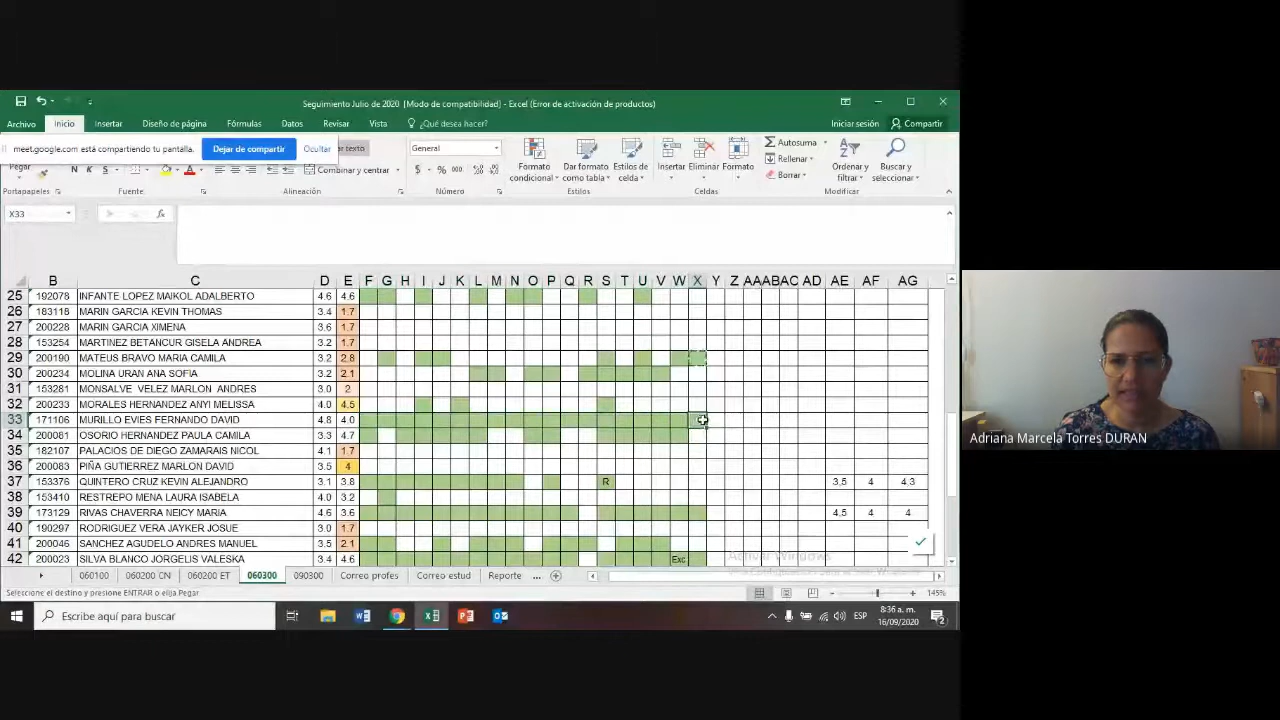 Seguimiento Julio de 2020 [Modo de compatibilidad] - Excel (Error de activación de productos)
Archivo Inicio Insertar Diseño de página Fórmulas Datos Revisar Vista ¿Qué desea hacer? Iniciar sesión Compartir
meet.google.com está compartiendo tu pantalla. Dejar de compartir Ocultar
ar texto General
Pegar N K S Combinar y centrar $ % 000
Formato condicional Dar formato como tabla Estilos de celda Insertar Eliminar Formato
Autosuma Rellenar Borrar Ordenar y filtrar Buscar y seleccionar
Portapapeles Fuente Alineación Número Estilos Celdas Modificar
X33 fx
B C D E F G H I J K L M N O P Q R S T U V W X Y Z AA AB AC AD AE AF AG
25 192078 INFANTE LOPEZ MAIKOL ADALBERTO 4.6 4.6
26 183118 MARIN GARCIA KEVIN THOMAS 3.4 1.7
27 200228 MARIN GARCIA XIMENA 3.6 1.7
28 153254 MARTINEZ BETANCUR GISELA ANDREA 3.2 1.7
29 200190 MATEUS BRAVO MARIA CAMILA 3.2 2.8
30 200234 MOLINA URAN ANA SOFIA 3.2 2.1
31 153281 MONSALVE VELEZ MARLON ANDRES 3.0 2
32 200233 MORALES HERNANDEZ ANYI MELISSA 4.0 4.5
33 171106 MURILLO EVIES FERNANDO DAVID 4.8 4.0
34 200081 OSORIO HERNANDEZ PAULA CAMILA 3.3 4.7
35 182107 PALACIOS DE DIEGO ZAMARAIS NICOL 4.1 1.7
36 200083 PIÑA GUTIERREZ MARLON DAVID 3.5 4
37 153376 QUINTERO CRUZ KEVIN ALEJANDRO 3.1 3.8 R 3,5 4 4,3
38 153410 RESTREPO MENA LAURA ISABELA 4.0 3.2
39 173129 RIVAS CHAVERRA NEICY MARIA 4.6 3.6 4,5 4 4
40 190297 RODRIGUEZ VERA JAYKER JOSUE 3.0 1.7
41 200046 SANCHEZ AGUDELO ANDRES MANUEL 3.5 2.1
42 200023 SILVA BLANCO JORGELIS VALESKA 3.4 4.6 Exc
Activar Windows
060100 060200 CN 060200 ET 060300 090300 Correo profes Correo estud Reporte ...
Seleccione el destino y presione ENTRAR o elija Pegar 145%
Escribe aquí para buscar ESP 8:36 a. m.
16/09/2020 2
Adriana Marcela Torres DURAN